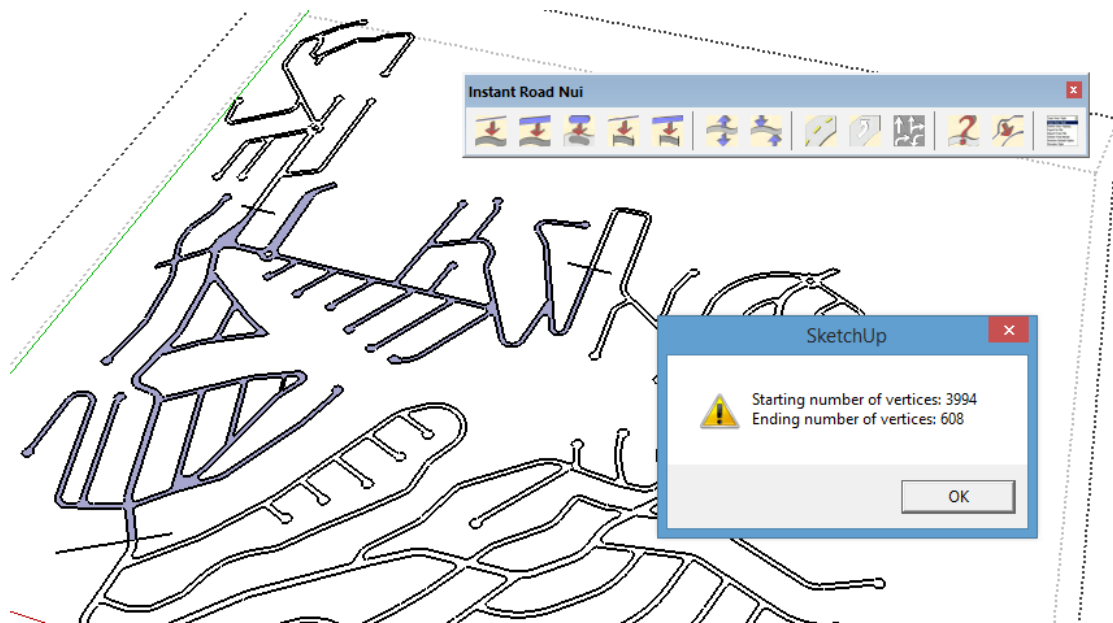 Instant Road Nui
SketchUp
Starting number of vertices: 3994
Ending number of vertices: 608
OK